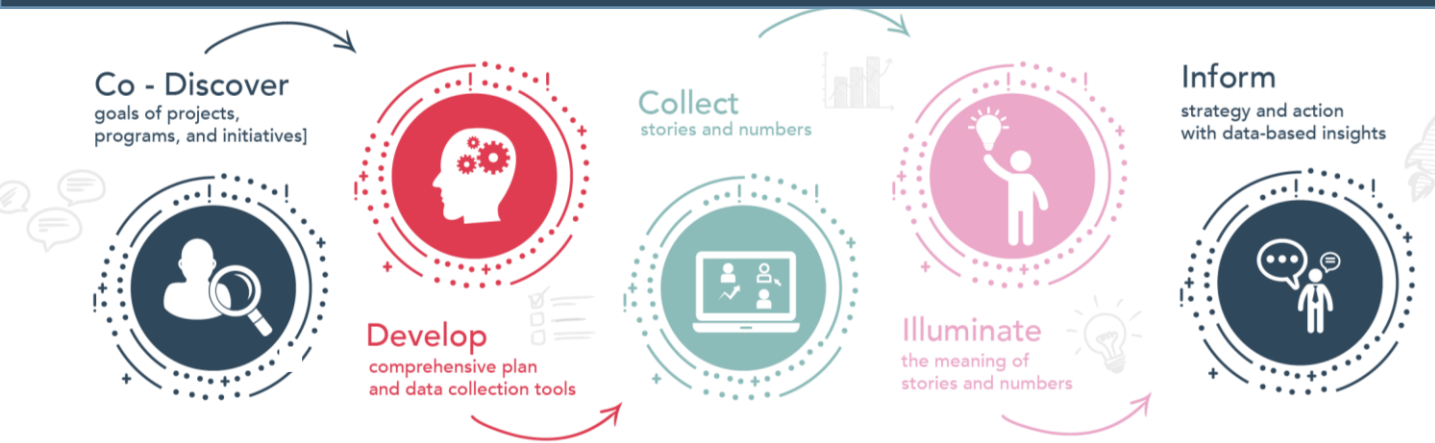 Co - Discover
goals of projects,
programs, and initiatives]
Develop
comprehensive plan
and data collection tools
Collect
stories and numbers
Illuminate
the meaning of
stories and numbers
Inform
strategy and action
with data-based insights